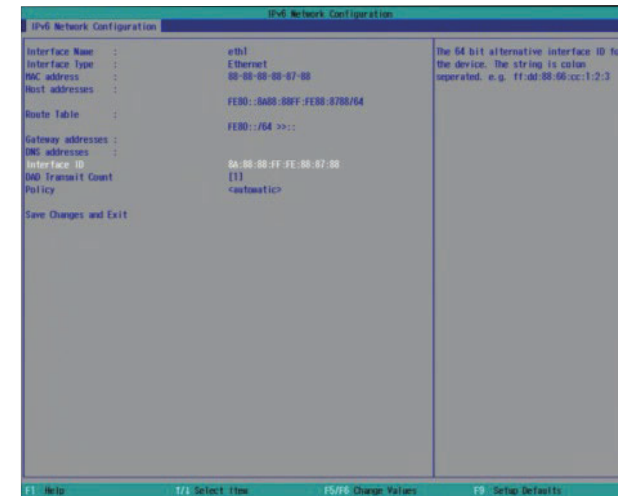 IPv6 Network Configuration
IPv6 Network Configuration
Interface Name : eth1
Interface Type : Ethernet
MAC address : 88-88-88-88-87-88
Host addresses :
FE80::8A88:88FF:FE88:8788/64
Route Table :
FE80::/64 >>::
Gateway addresses :
DNS addresses :
Interface ID 8A:88:88:FF:FE:88:87:88
DAD Transmit Count [1]
Policy <automatic>
Save Changes and Exit
The 64 bit alternative interface ID fo
the device. The string is colon
seperated. e.g. ff:dd:88:66:cc:1:2:3
F1 Help ↑/↓ Select Item F5/F6 Change Values F9 Setup Defaults